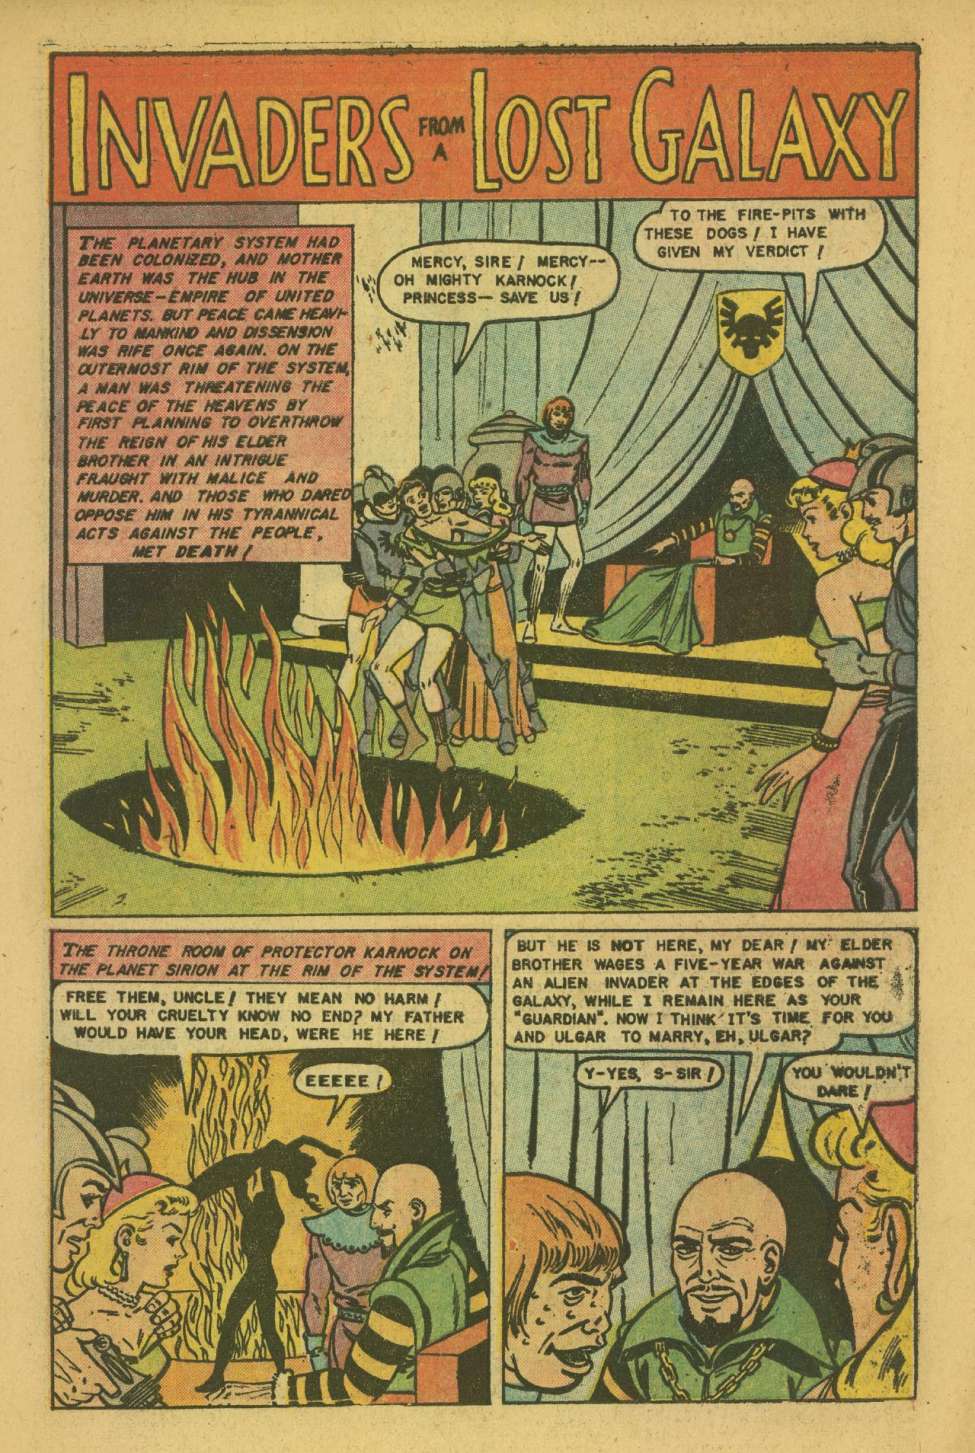 INVADERS FROM A LOST GALAXY
THE PLANETARY SYSTEM HAD
BEEN COLONIZED, AND MOTHER
EARTH WAS THE HUB IN THE
UNIVERSE-EMPIRE OF UNITED
PLANETS. BUT PEACE CAME HEAVI-
LY TO MANKIND AND DISSENSION
WAS RIFE ONCE AGAIN. ON THE
OUTERMOST RIM OF THE SYSTEM,
A MAN WAS THREATENING THE
PEACE OF THE HEAVENS BY
FIRST PLANNING TO OVERTHROW
THE REIGN OF HIS ELDER
BROTHER IN AN INTRIGUE
FRAUGHT WITH MALICE AND
MURDER. AND THOSE WHO DARED
OPPOSE HIM IN HIS TYRANNICAL
ACTS AGAINST THE PEOPLE,
MET DEATH!
MERCY, SIRE! MERCY--
OH MIGHTY KARNOCK!
PRINCESS-- SAVE US!
TO THE FIRE-PITS WITH
THESE DOGS! I HAVE
GIVEN MY VERDICT!
THE THRONE ROOM OF PROTECTOR KARNOCK ON
THE PLANET SIRION AT THE RIM OF THE SYSTEM!
FREE THEM, UNCLE! THEY MEAN NO HARM!
WILL YOUR CRUELTY KNOW NO END? MY FATHER
WOULD HAVE YOUR HEAD, WERE HE HERE!
EEEEE!
BUT HE IS NOT HERE, MY DEAR! MY ELDER
BROTHER WAGES A FIVE-YEAR WAR AGAINST
AN ALIEN INVADER AT THE EDGES OF THE
GALAXY, WHILE I REMAIN HERE AS YOUR
"GUARDIAN". NOW I THINK IT'S TIME FOR YOU
AND ULGAR TO MARRY, EH, ULGAR?
Y-YES, S-SIR!
YOU WOULDN'T
DARE!